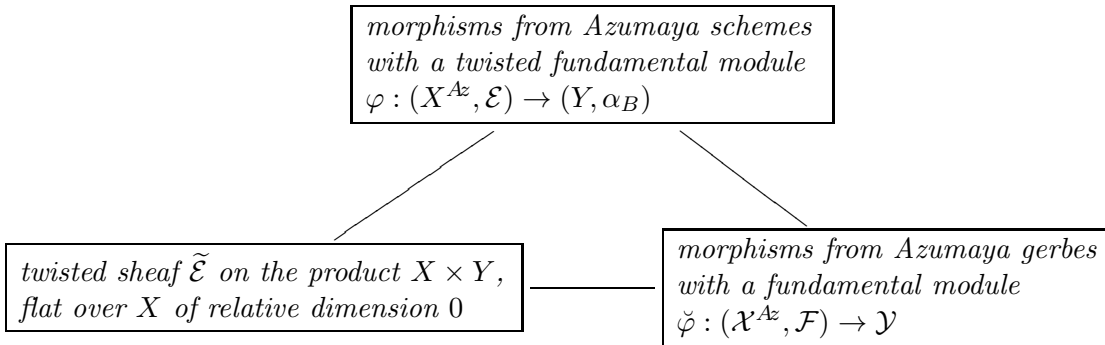 morphisms from Azumaya schemes
with a twisted fundamental module
φ : (X^{Az}, ℰ) → (Y, α_B)
twisted sheaf ℰ̃ on the product X × Y,
flat over X of relative dimension 0
morphisms from Azumaya gerbes
with a fundamental module
φ̆ : (𝒳^{Az}, ℱ) → 𝒴